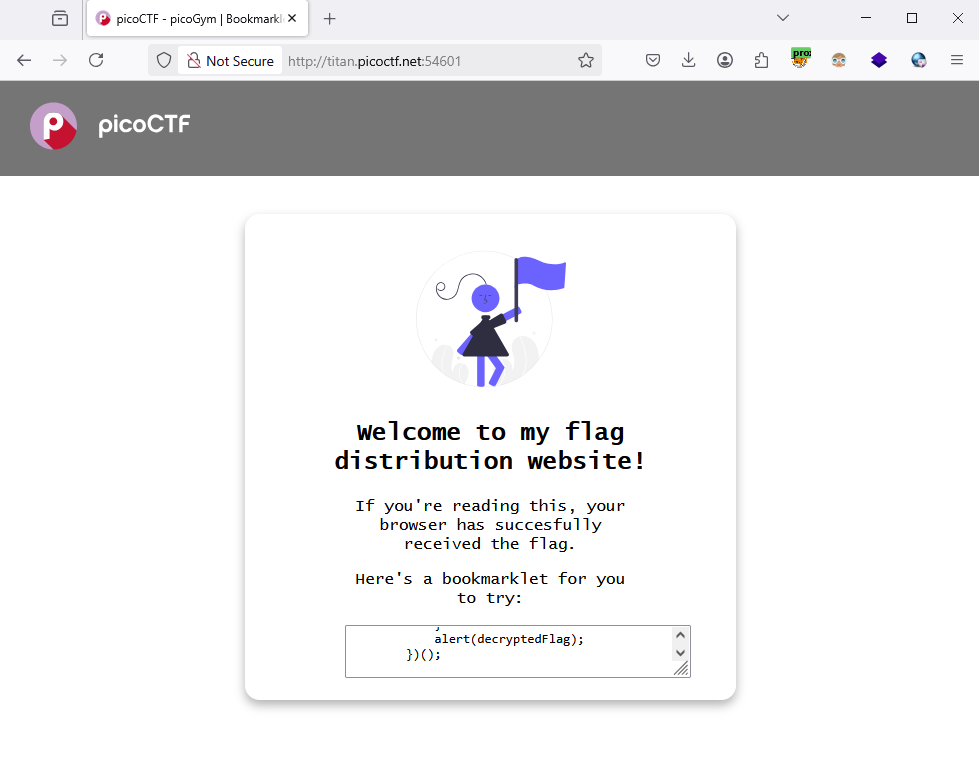 picoCTF - picoGym | Bookmarkl
Not Secure
http://titan.picoctf.net:54601
prox
picoCTF
Welcome to my flag
distribution website!
If you're reading this, your
browser has succesfully
received the flag.
Here's a bookmarklet for you
to try:
}
alert(decryptedFlag);
})();